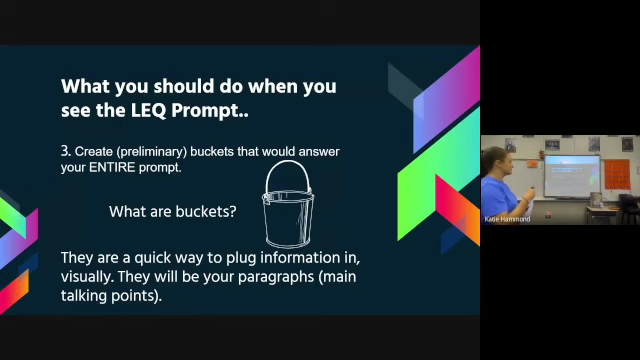 What you should do when you
see the LEQ Prompt..
3. Create (preliminary) buckets that would answer
your ENTIRE prompt.
What are buckets?
They are a quick way to plug information in,
visually. They will be your paragraphs (main
talking points).
Katie Hammond